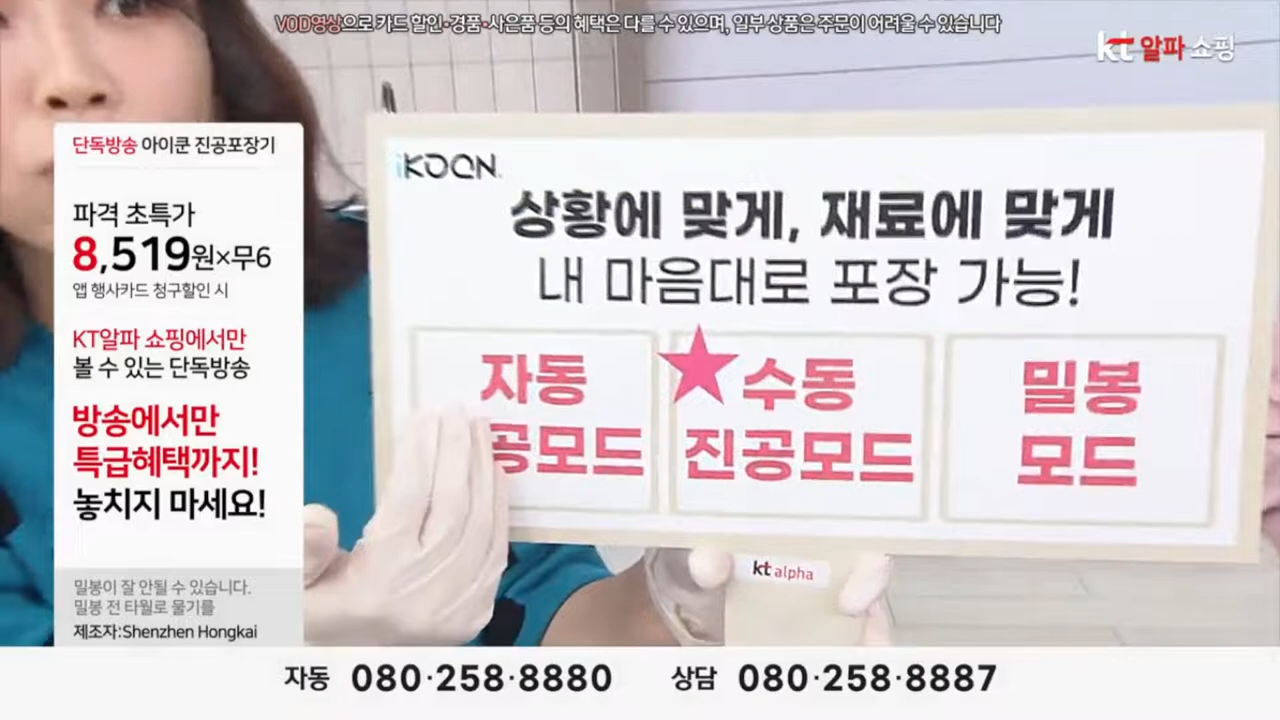 VOD영상으로 카드 할인·경품·사은품 등의 혜택은 다를 수 있으며, 일부 상품은 주문이 어려울 수 있습니다
kt 알파 쇼핑
단독방송 아이쿤 진공포장기
파격 초특가
8,519원×무6
앱 행사카드 청구할인 시
KT알파 쇼핑에서만
볼 수 있는 단독방송
방송에서만
특급혜택까지!
놓치지 마세요!
밀봉이 잘 안될 수 있습니다.
밀봉 전 타월로 물기를
제조자:Shenzhen Hongkai
iKOON
상황에 맞게, 재료에 맞게
내 마음대로 포장 가능!
자동
공모드
수동
진공모드
밀봉
모드
kt alpha
자동 080·258·8880 상담 080·258·8887